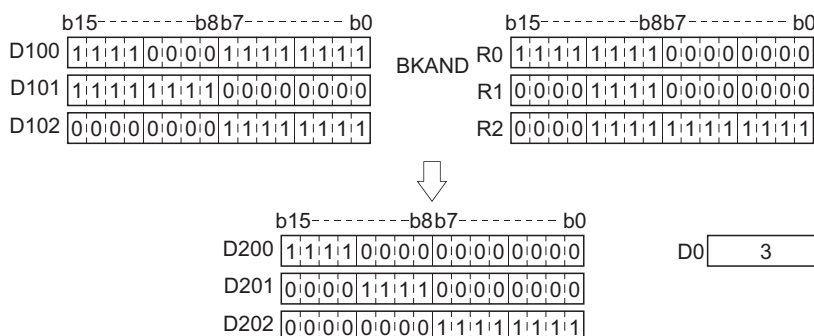 b15-----------b8b7-----------b0 b15-----------b8b7-----------b0
D100 1111000011111111 BKAND R0 1111111100000000
D101 1111111100000000 R1 0000111100000000
D102 0000000011111111 R2 0000111111111111
b15-----------b8b7-----------b0
D200 1111000000000000 D0 3
D201 0000111100000000
D202 0000000011111111